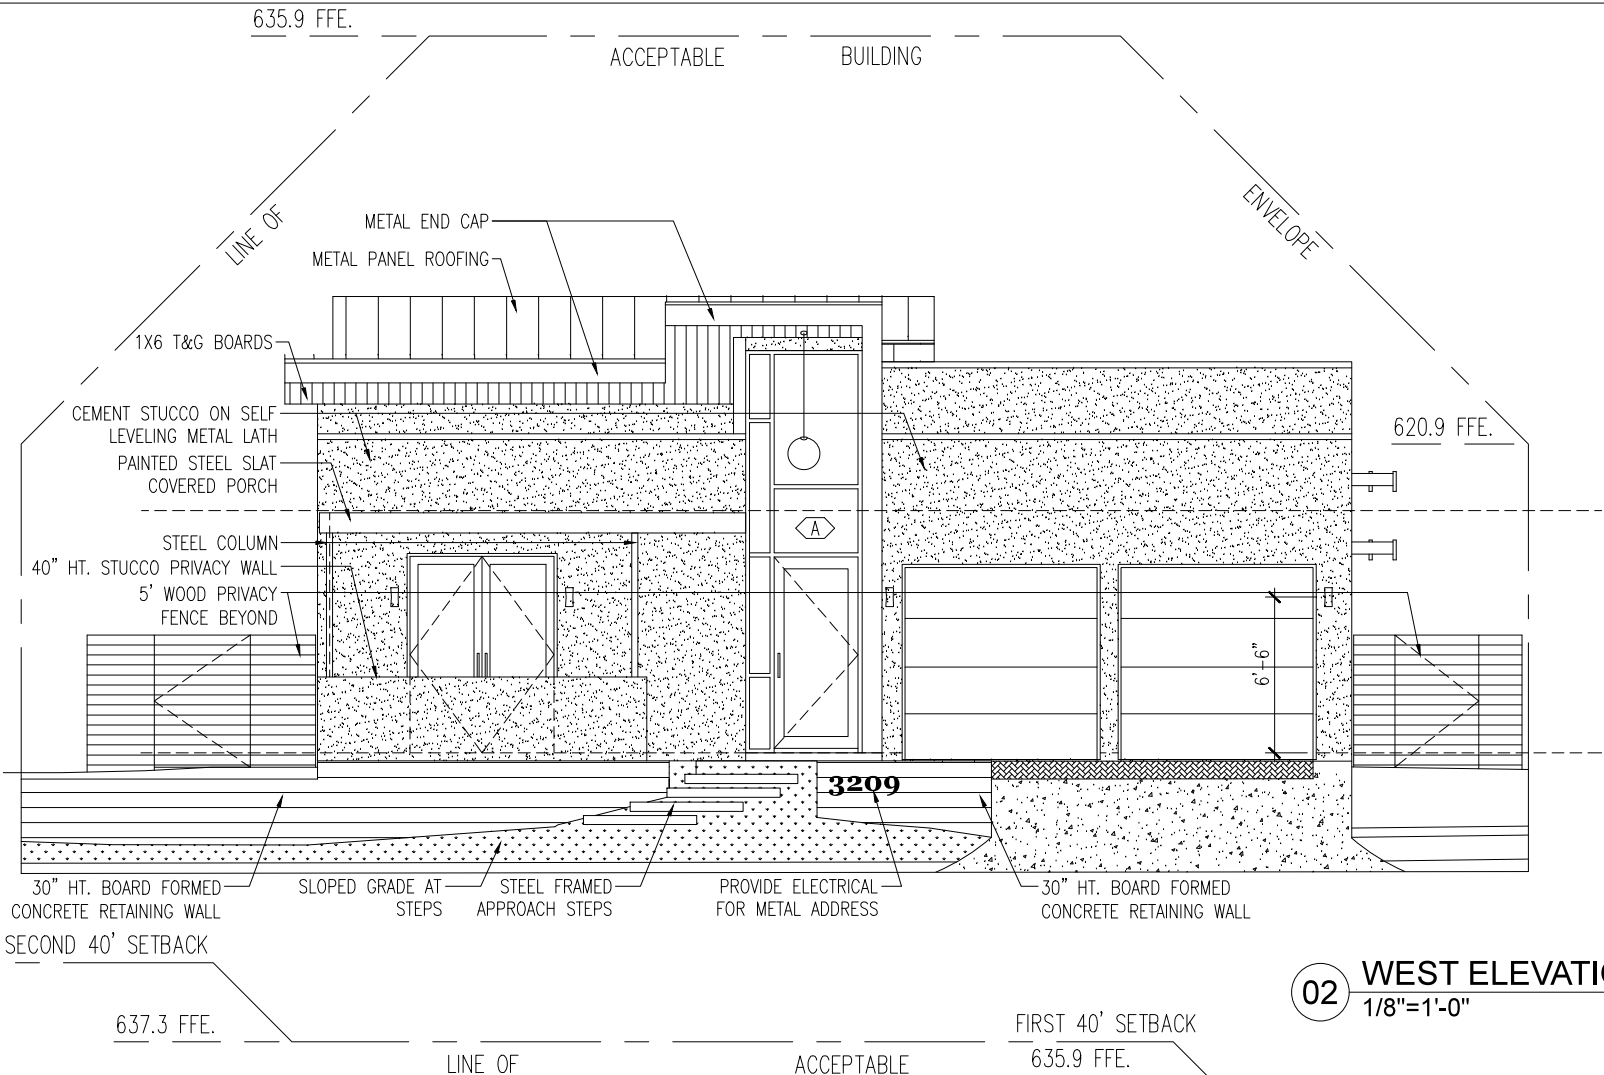 635.9 FFE.
ACCEPTABLE BUILDING
LINE OF
ENVELOPE
METAL END CAP
METAL PANEL ROOFING
1X6 T&G BOARDS
CEMENT STUCCO ON SELF
LEVELING METAL LATH
620.9 FFE.
PAINTED STEEL SLAT
COVERED PORCH
A
STEEL COLUMN
40" HT. STUCCO PRIVACY WALL
5' WOOD PRIVACY
FENCE BEYOND
6'-6"
3209
30" HT. BOARD FORMED
CONCRETE RETAINING WALL
SLOPED GRADE AT
STEPS
STEEL FRAMED
APPROACH STEPS
PROVIDE ELECTRICAL
FOR METAL ADDRESS
30" HT. BOARD FORMED
CONCRETE RETAINING WALL
SECOND 40' SETBACK
02
WEST ELEVATIO
1/8"=1'-0"
637.3 FFE.
FIRST 40' SETBACK
635.9 FFE.
LINE OF ACCEPTABLE